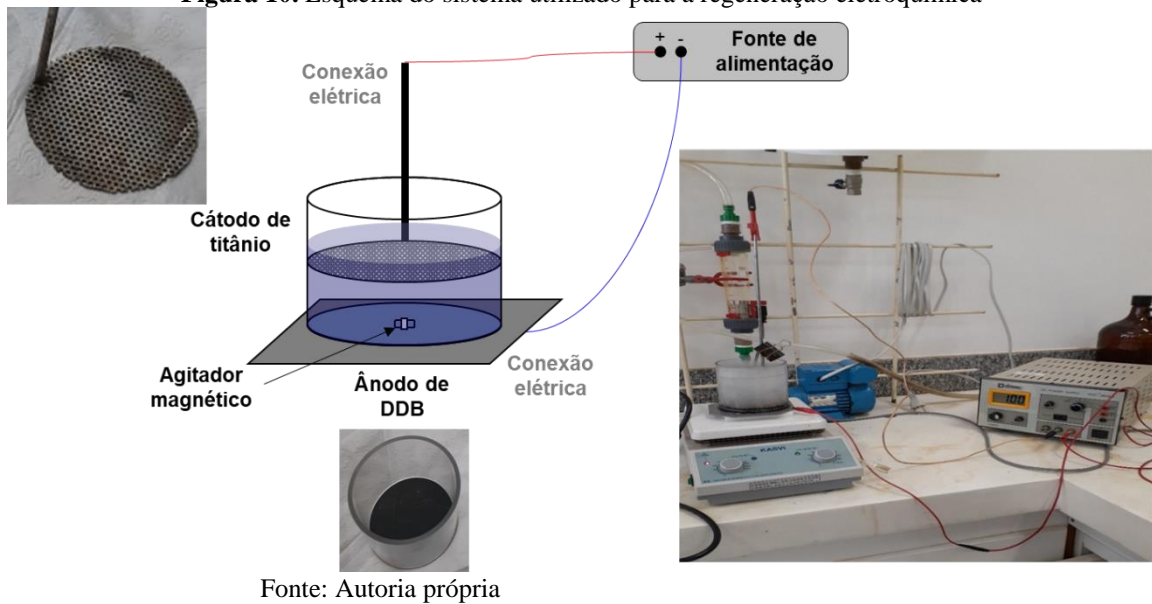 Figura 10. Esquema do sistema utilizado para a regeneração eletroquímica
+ -
Fonte de
alimentação
Conexão
elétrica
Cátodo de
titânio
Agitador
magnético
Ânodo de
DDB
Conexão
elétrica
KASVI
100
Fonte: Autoria própria